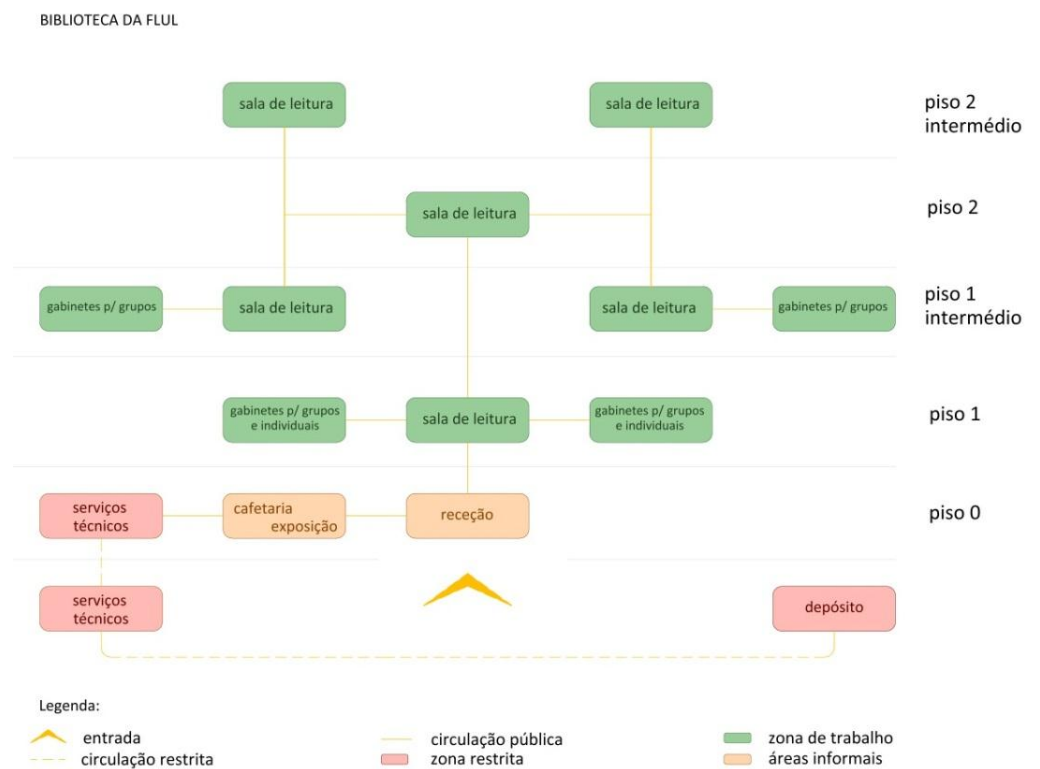 BIBLIOTECA DA FLUL
sala de leitura
sala de leitura
piso 2
intermédio
sala de leitura
piso 2
gabinetes p/ grupos
sala de leitura
sala de leitura
gabinetes p/ grupos
piso 1
intermédio
gabinetes p/ grupos
e individuais
sala de leitura
gabinetes p/ grupos
e individuais
piso 1
serviços
técnicos
cafetaria
exposição
receção
piso 0
serviços
técnicos
depósito
Legenda:
entrada
circulação pública
zona de trabalho
circulação restrita
zona restrita
áreas informais